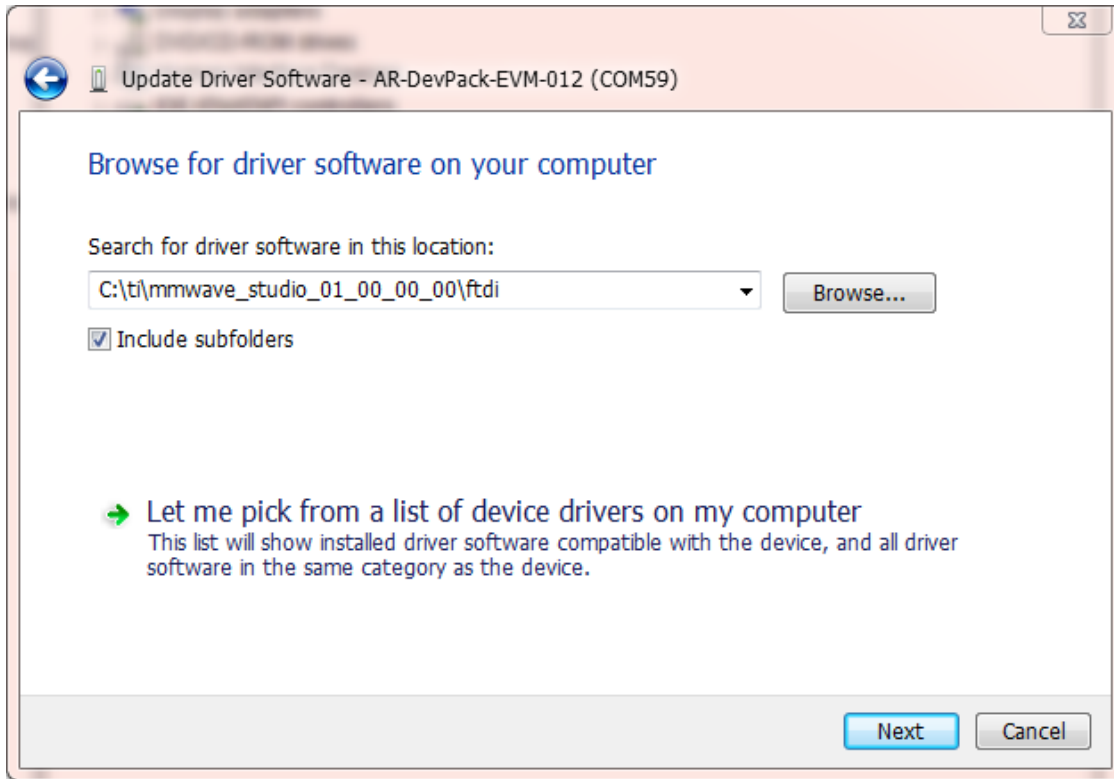 Update Driver Software - AR-DevPack-EVM-012 (COM59)
Browse for driver software on your computer
Search for driver software in this location:
C:\ti\mmwave_studio_01_00_00_00\ftdi
Browse...
Include subfolders
Let me pick from a list of device drivers on my computer
This list will show installed driver software compatible with the device, and all driver
software in the same category as the device.
Next
Cancel